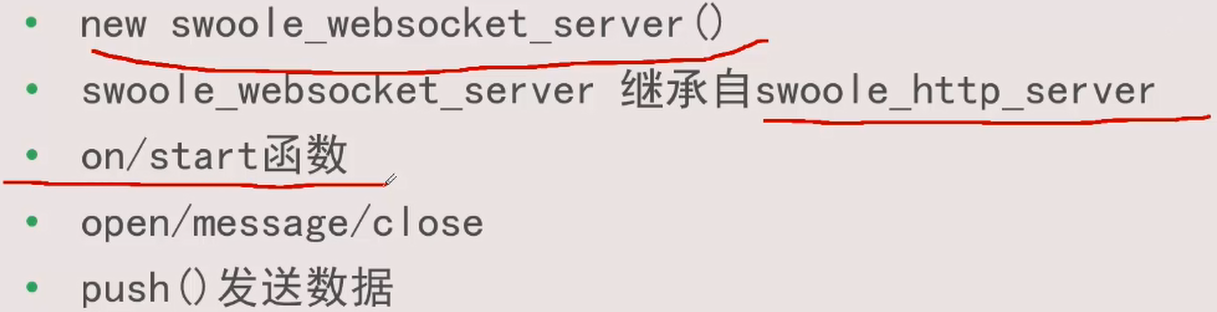 • new swoole_websocket_server()
• swoole_websocket_server 继承自swoole_http_server
• on/start函数
• open/message/close
• push()发送数据